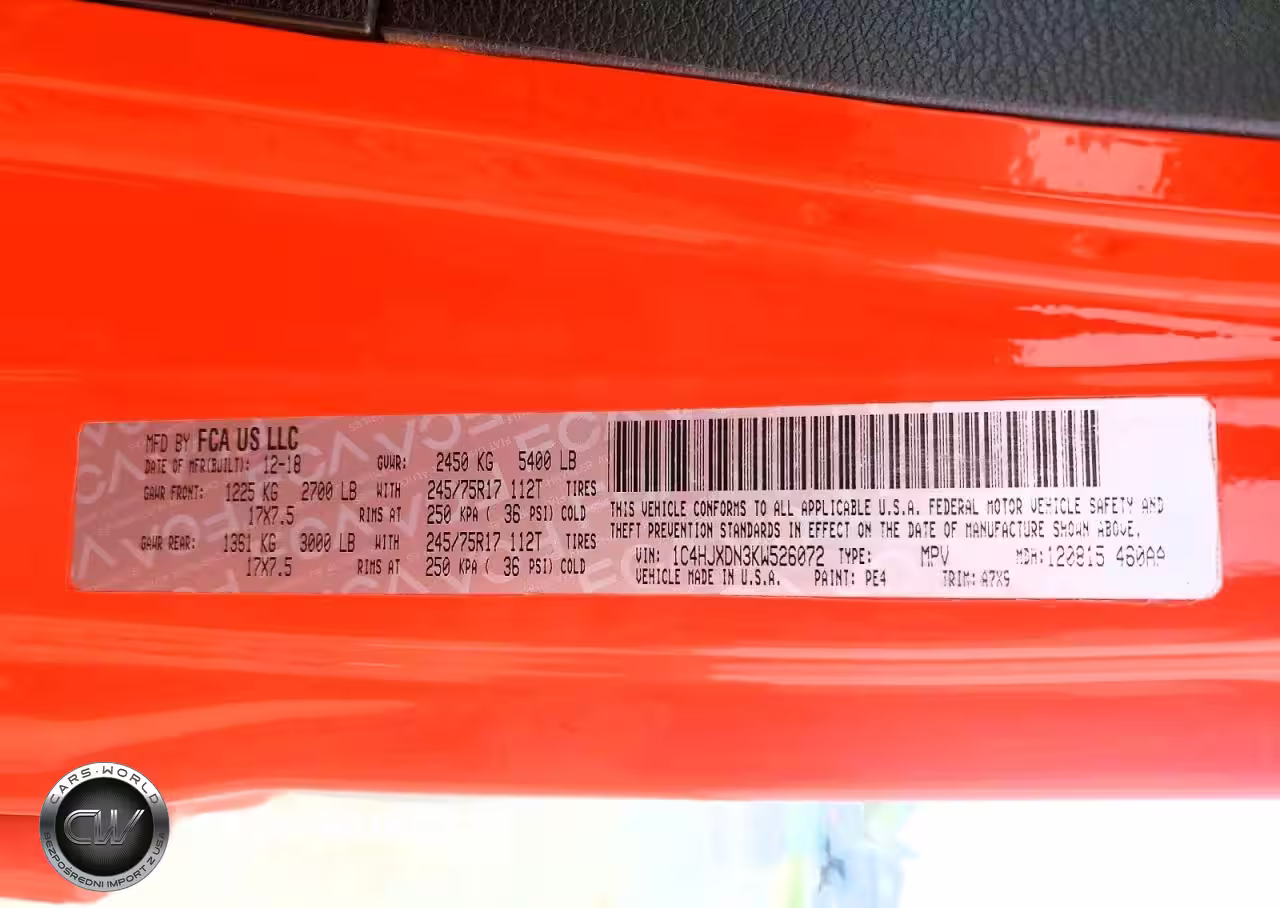 MFD BY FCA US LLC
DATE OF MFR(BUILT): 12-18 GVWR: 2450 KG 5400 LB
GAWR FRONT: 1225 KG 2700 LB WITH 245/75R17 112T TIRES
17X7.5 RIMS AT 250 KPA ( 36 PSI) COLD
GAWR REAR: 1361 KG 3000 LB WITH 245/75R17 112T TIRES
17X7.5 RIMS AT 250 KPA ( 36 PSI) COLD
THIS VEHICLE CONFORMS TO ALL APPLICABLE U.S.A. FEDERAL MOTOR VEHICLE SAFETY AND
THEFT PREVENTION STANDARDS IN EFFECT ON THE DATE OF MANUFACTURE SHOWN ABOVE.
VIN: 1C4HJXDN3KW526072 TYPE: MPV MDH: 120815 460AA
VEHICLE MADE IN U.S.A. PAINT: PE4 TRIM: A7X9
CARS-WORLD
CW
BEZPOŚREDNI IMPORT Z USA